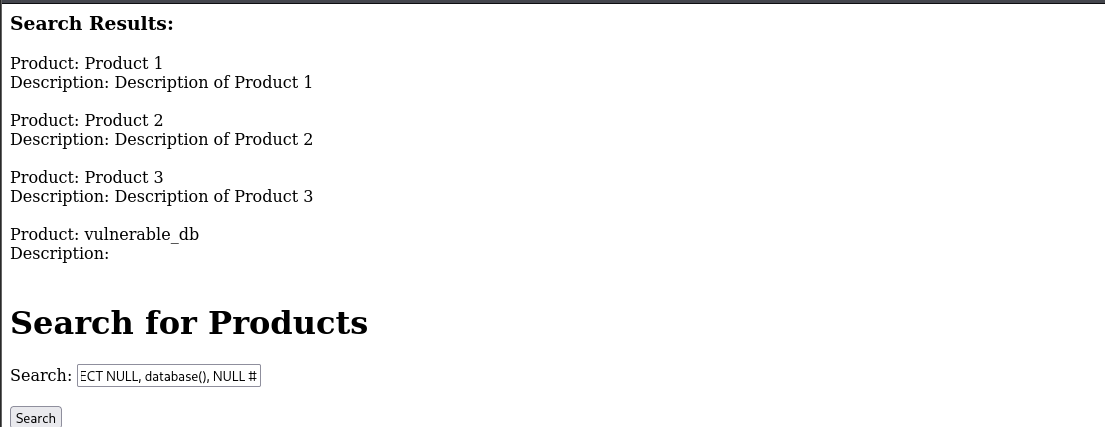 Search Results:
Product: Product 1
Description: Description of Product 1
Product: Product 2
Description: Description of Product 2
Product: Product 3
Description: Description of Product 3
Product: vulnerable_db
Description:
Search for Products
Search: ECT NULL, database(), NULL #
Search